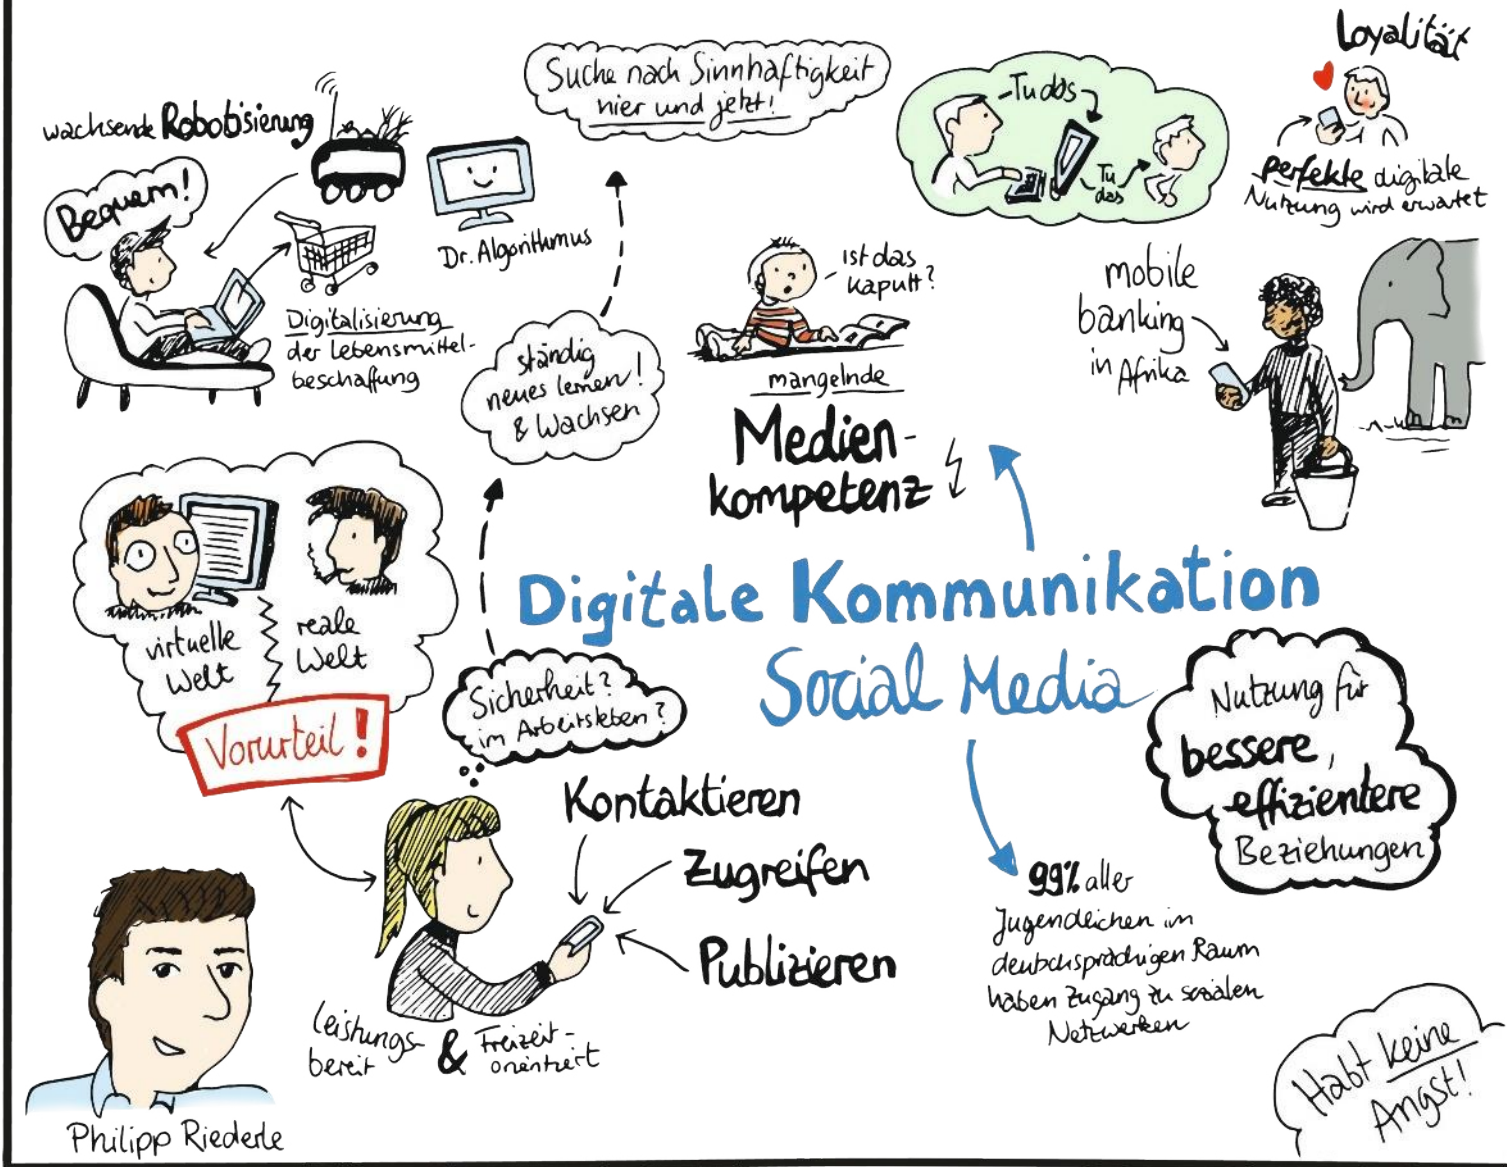 Loyalität
Suche nach Sinnhaftigkeit
hier und jetzt!
Tu das
Tu
das
perfekte digitale
Nutzung wird erwartet
wachsende Robotisierung
Bequem!
Dr. Algorithmus
Digitalisierung
der Lebensmittel-
beschaffung
ständig
neues lernen!
& Wachsen
ist das
kaputt?
mangelnde
Medien-
kompetenz
mobile
banking
in Afrika
virtuelle
Welt
reale
Welt
Vorurteil!
Digitale Kommunikation
Social Media
Sicherheit?
im Arbeitsleben?
Nutzung für
bessere,
effizientere
Beziehungen
Kontaktieren
Zugreifen
Publizieren
99% aller
Jugendlichen im
deutschsprachigen Raum
haben Zugang zu sozialen
Netzwerken
leistungs-
bereit
&
Freizeit-
orientiert
Philipp Riederle
Habt keine
Angst!